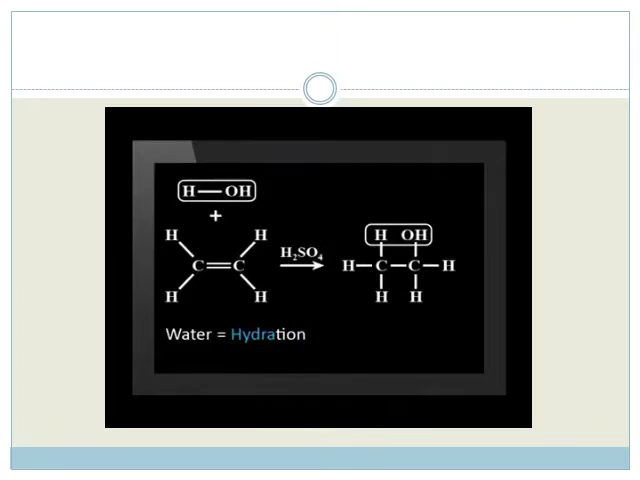 H — OH
+
H H H OH
C = C H₂SO₄ H — C — C — H
H H H H
Water = Hydration